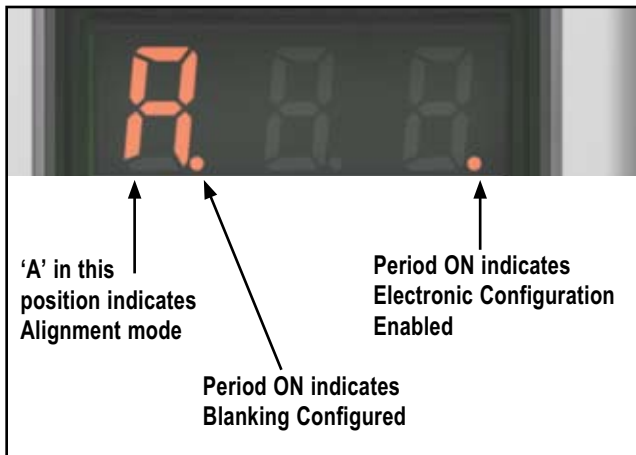 A. .
'A' in this
position indicates
Alignment mode
Period ON indicates
Blanking Configured
Period ON indicates
Electronic Configuration
Enabled